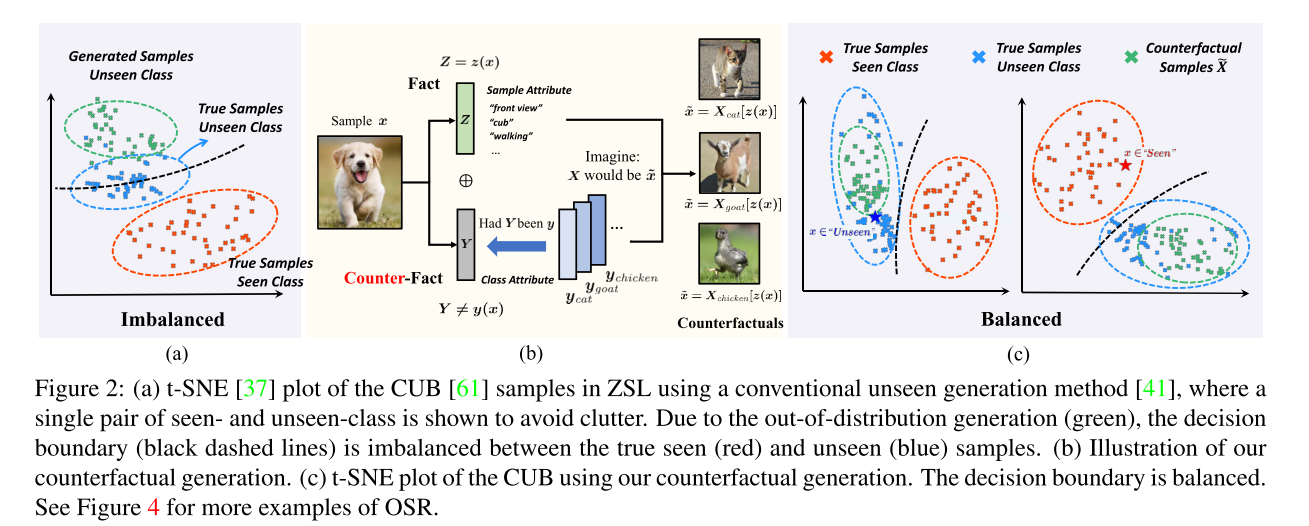 Generated Samples
Unseen Class
True Samples
Unseen Class
True Samples
Seen Class
Imbalanced
(a)
Z = z(x)
Fact
Sample Attribute
"front view"
"cub"
"walking"
...
Sample x
Z
⊕
Imagine:
X would be x̃
Had Y been y
...
Y
Counter-Fact
Class Attribute
y_cat
y_goat
y_chicken
Y ≠ y(x)
x̃ = X_cat[z(x)]
x̃ = X_goat[z(x)]
x̃ = X_chicken[z(x)]
Counterfactuals
(b)
True Samples
Seen Class
True Samples
Unseen Class
Counterfactual
Samples X̃
x ∈ "Unseen"
x ∈ "Seen"
Balanced
(c)
Figure 2: (a) t-SNE [37] plot of the CUB [61] samples in ZSL using a conventional unseen generation method [41], where a
single pair of seen- and unseen-class is shown to avoid clutter. Due to the out-of-distribution generation (green), the decision
boundary (black dashed lines) is imbalanced between the true seen (red) and unseen (blue) samples. (b) Illustration of our
counterfactual generation. (c) t-SNE plot of the CUB using our counterfactual generation. The decision boundary is balanced.
See Figure 4 for more examples of OSR.